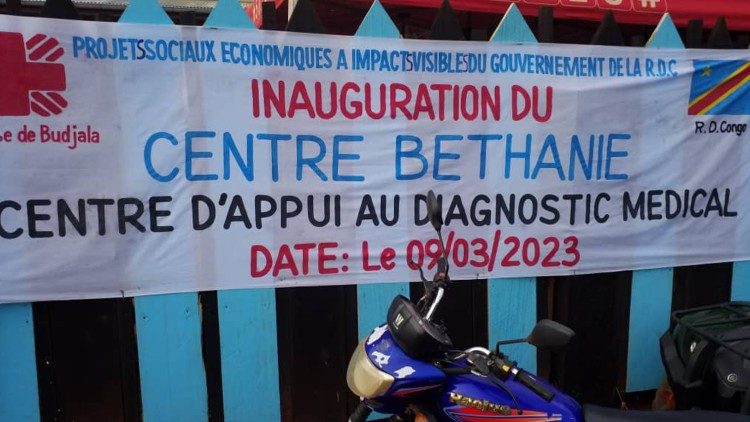 PROJETS SOCIAUX ECONOMIQUES A IMPACTS VISIBLES DU GOUVERNEMENT DE LA R.D.C
INAUGURATION DU
se de Budjala
R.D.Congo
CENTRE BETHANIE
CENTRE D'APPUI AU DIAGNOSTIC MEDICAL
DATE: Le 09/03/2023